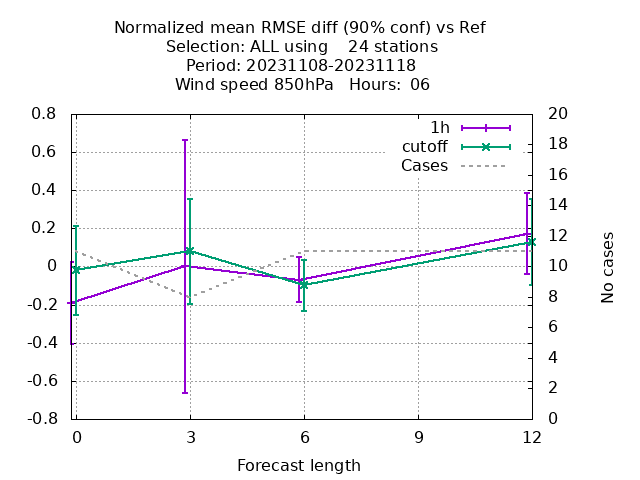 Normalized mean RMSE diff (90% conf) vs Ref
Selection: ALL using    24 stations
Period: 20231108-20231118
Wind speed 850hPa   Hours:  06
0.8
0.6
0.4
0.2
0
-0.2
-0.4
-0.6
-0.8
1h
cutoff
Cases
20
18
16
14
12
10
8
6
4
2
0
No cases
0
3
6
9
12
Forecast length